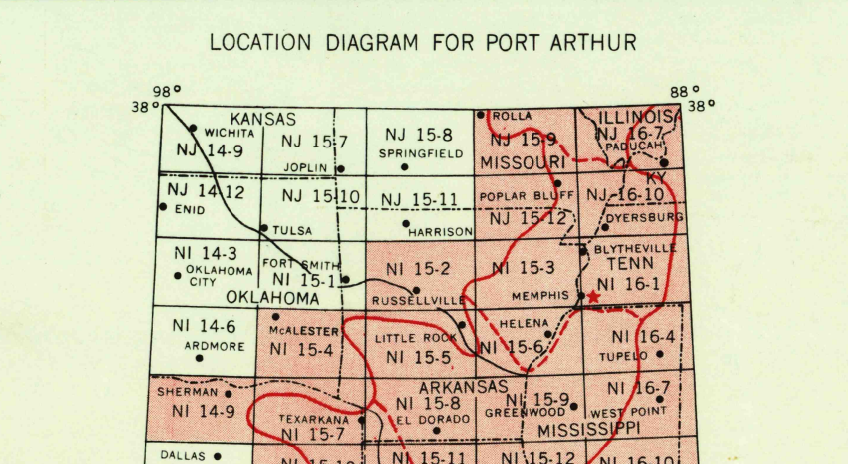 LOCATION DIAGRAM FOR PORT ARTHUR
98°
88°
38°
38°
KANSAS
WICHITA
NJ 14-9
NJ 15-7
JOPLIN
NJ 15-8
SPRINGFIELD
ROLLA
NJ 15-9
MISSOURI
ILLINOIS
NJ 16-7
PADUCAH
KY
NJ 14-12
ENID
NJ 15-10
TULSA
NJ 15-11
HARRISON
POPLAR BLUFF
NJ 15-12
NJ 16-10
DYERSBURG
NI 14-3
OKLAHOMA
CITY
FORT SMITH
NI 15-1
OKLAHOMA
NI 15-2
RUSSELLVILLE
NI 15-3
MEMPHIS
BLYTHEVILLE
TENN
NI 16-1
NI 14-6
ARDMORE
McALESTER
NI 15-4
LITTLE ROCK
NI 15-5
HELENA
NI 15-6
NI 16-4
TUPELO
SHERMAN
NI 14-9
TEXARKANA
NI 15-7
ARKANSAS
NI 15-8
EL DORADO
NI 15-9
GREENWOOD
MISSISSIPPI
NI 16-7
WEST POINT
DALLAS
NI 15-10
NI 15-11
NI 15-12
NI 16-10